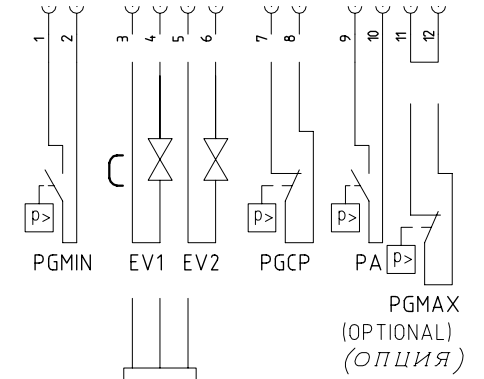 1 2 3 4 5 6 7 8 9 10 11 12
P> P> P> P>
PGMIN EV1 EV2 PGCP PA
PGMAX
(OPTIONAL)
(ОПЦИЯ)